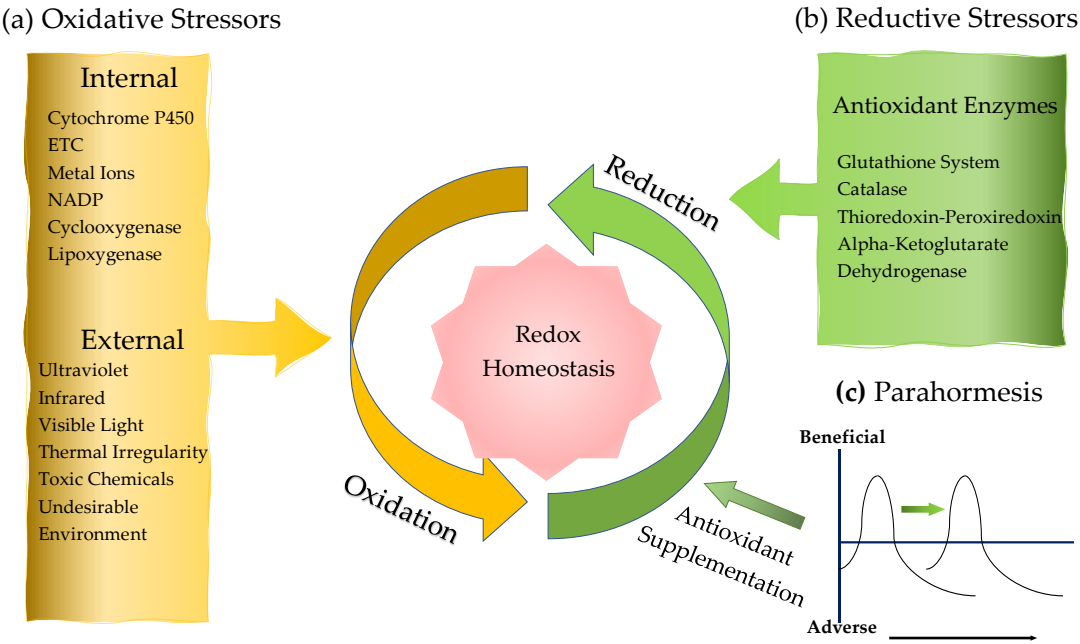 (a) Oxidative Stressors
Internal
Cytochrome P450
ETC
Metal Ions
NADP
Cyclooxygenase
Lipoxygenase
External
Ultraviolet
Infrared
Visible Light
Thermal Irregularity
Toxic Chemicals
Undesirable
Environment
Reduction
Redox
Homeostasis
Oxidation
Antioxidant
Supplementation
(b) Reductive Stressors
Antioxidant Enzymes
Glutathione System
Catalase
Thioredoxin-Peroxiredoxin
Alpha-Ketoglutarate
Dehydrogenase
(c) Parahormesis
Beneficial
Adverse